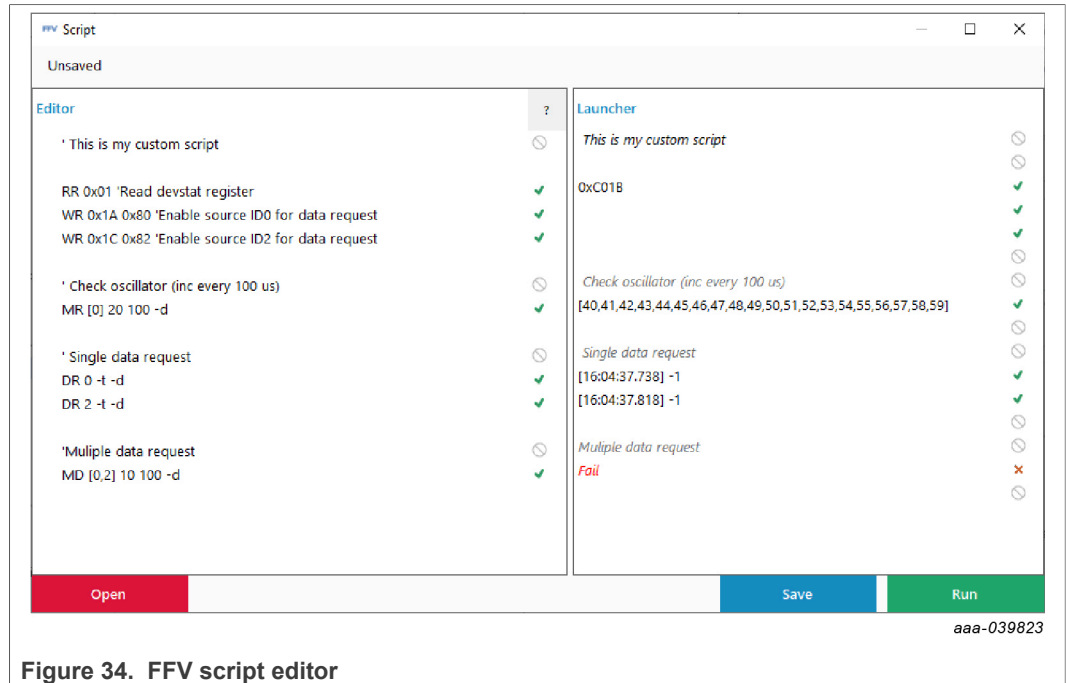 FFV Script
Unsaved
Editor
?
' This is my custom script
RR 0x01 'Read devstat register
WR 0x1A 0x80 'Enable source ID0 for data request
WR 0x1C 0x82 'Enable source ID2 for data request
' Check oscillator (inc every 100 us)
MR [0] 20 100 -d
' Single data request
DR 0 -t -d
DR 2 -t -d
'Muliple data request
MD [0,2] 10 100 -d
Launcher
This is my custom script
0xC01B
Check oscillator (inc every 100 us)
[40,41,42,43,44,45,46,47,48,49,50,51,52,53,54,55,56,57,58,59]
Single data request
[16:04:37.738] -1
[16:04:37.818] -1
Muliple data request
Fail
Open
Save
Run
aaa-039823
Figure 34. FFV script editor